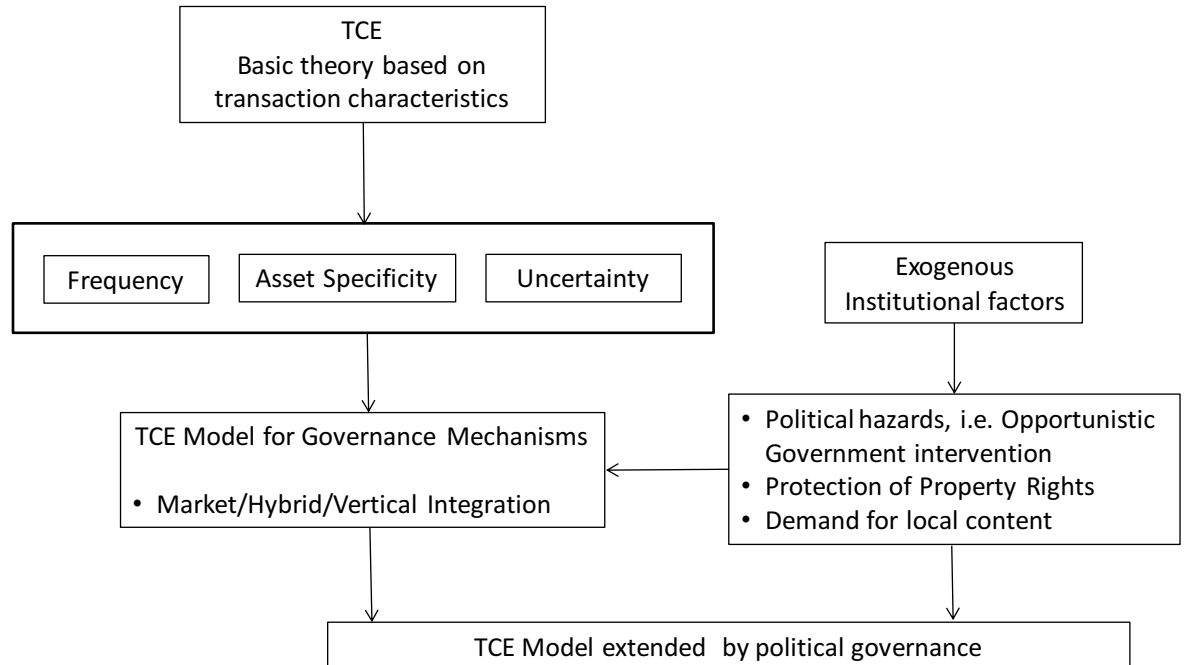 TCE
Basic theory based on
transaction characteristics
Frequency
Asset Specificity
Uncertainty
Exogenous
Institutional factors
TCE Model for Governance Mechanisms
• Market/Hybrid/Vertical Integration
• Political hazards, i.e. Opportunistic
Government intervention
• Protection of Property Rights
• Demand for local content
TCE Model extended by political governance